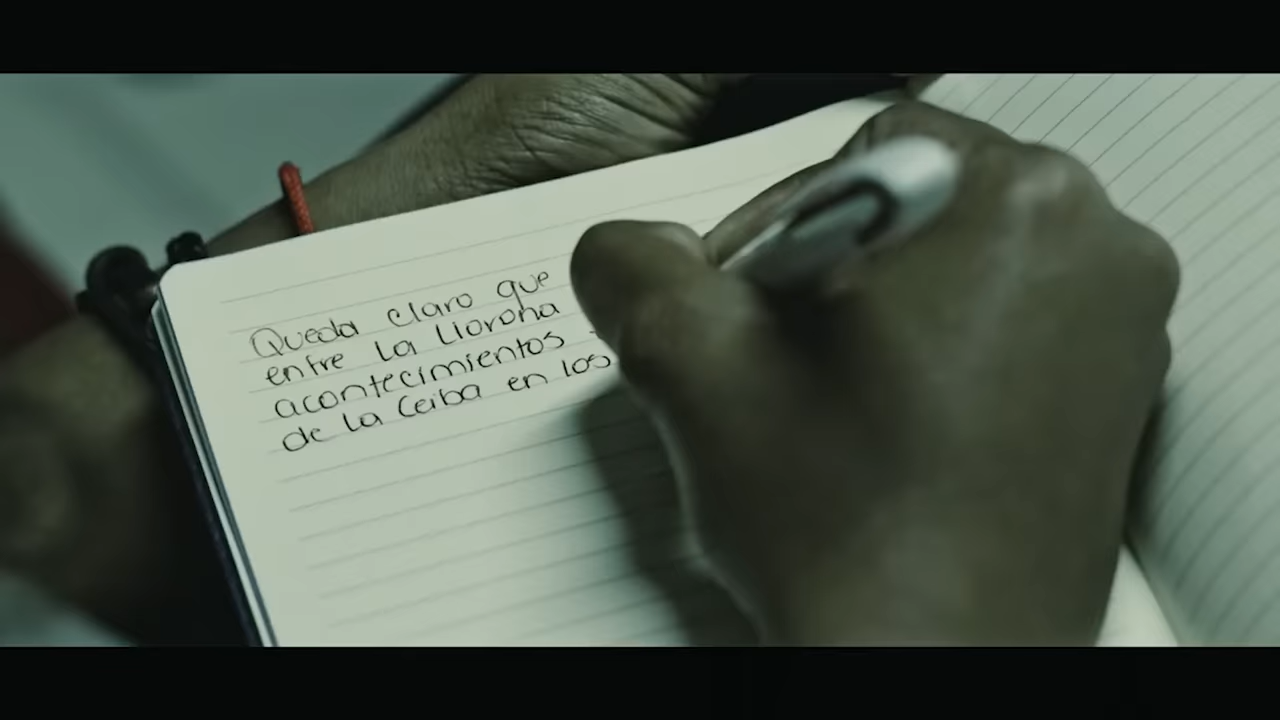 Queda claro que
entre la Llorona
acontecimientos
de la Ceiba en los